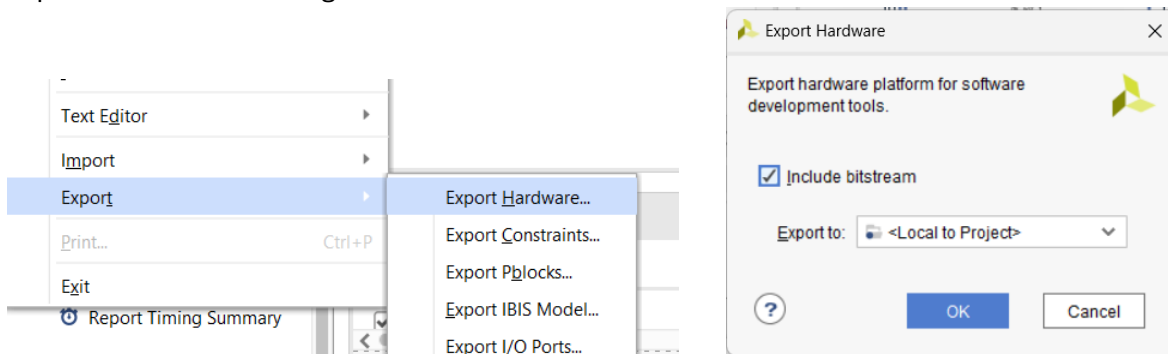 Text Editor
Import
Export
Print... Ctrl+P
Exit
Report Timing Summary
Export Hardware...
Export Constraints...
Export Pblocks...
Export IBIS Model...
Export I/O Ports...
Export Hardware
Export hardware platform for software
development tools.
Include bitstream
Export to: <Local to Project>
?
OK Cancel